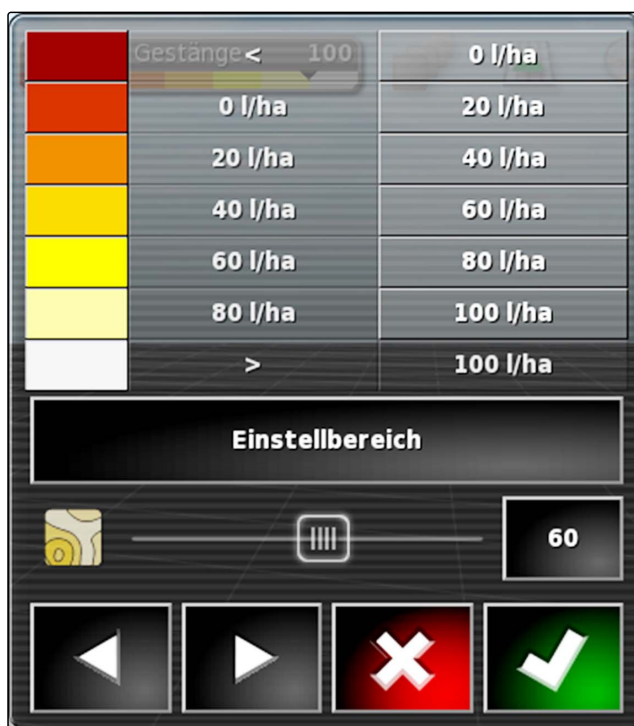 Gestänge < 100 0 l/ha
0 l/ha 20 l/ha
20 l/ha 40 l/ha
40 l/ha 60 l/ha
60 l/ha 80 l/ha
80 l/ha 100 l/ha
> 100 l/ha
Einstellbereich
60